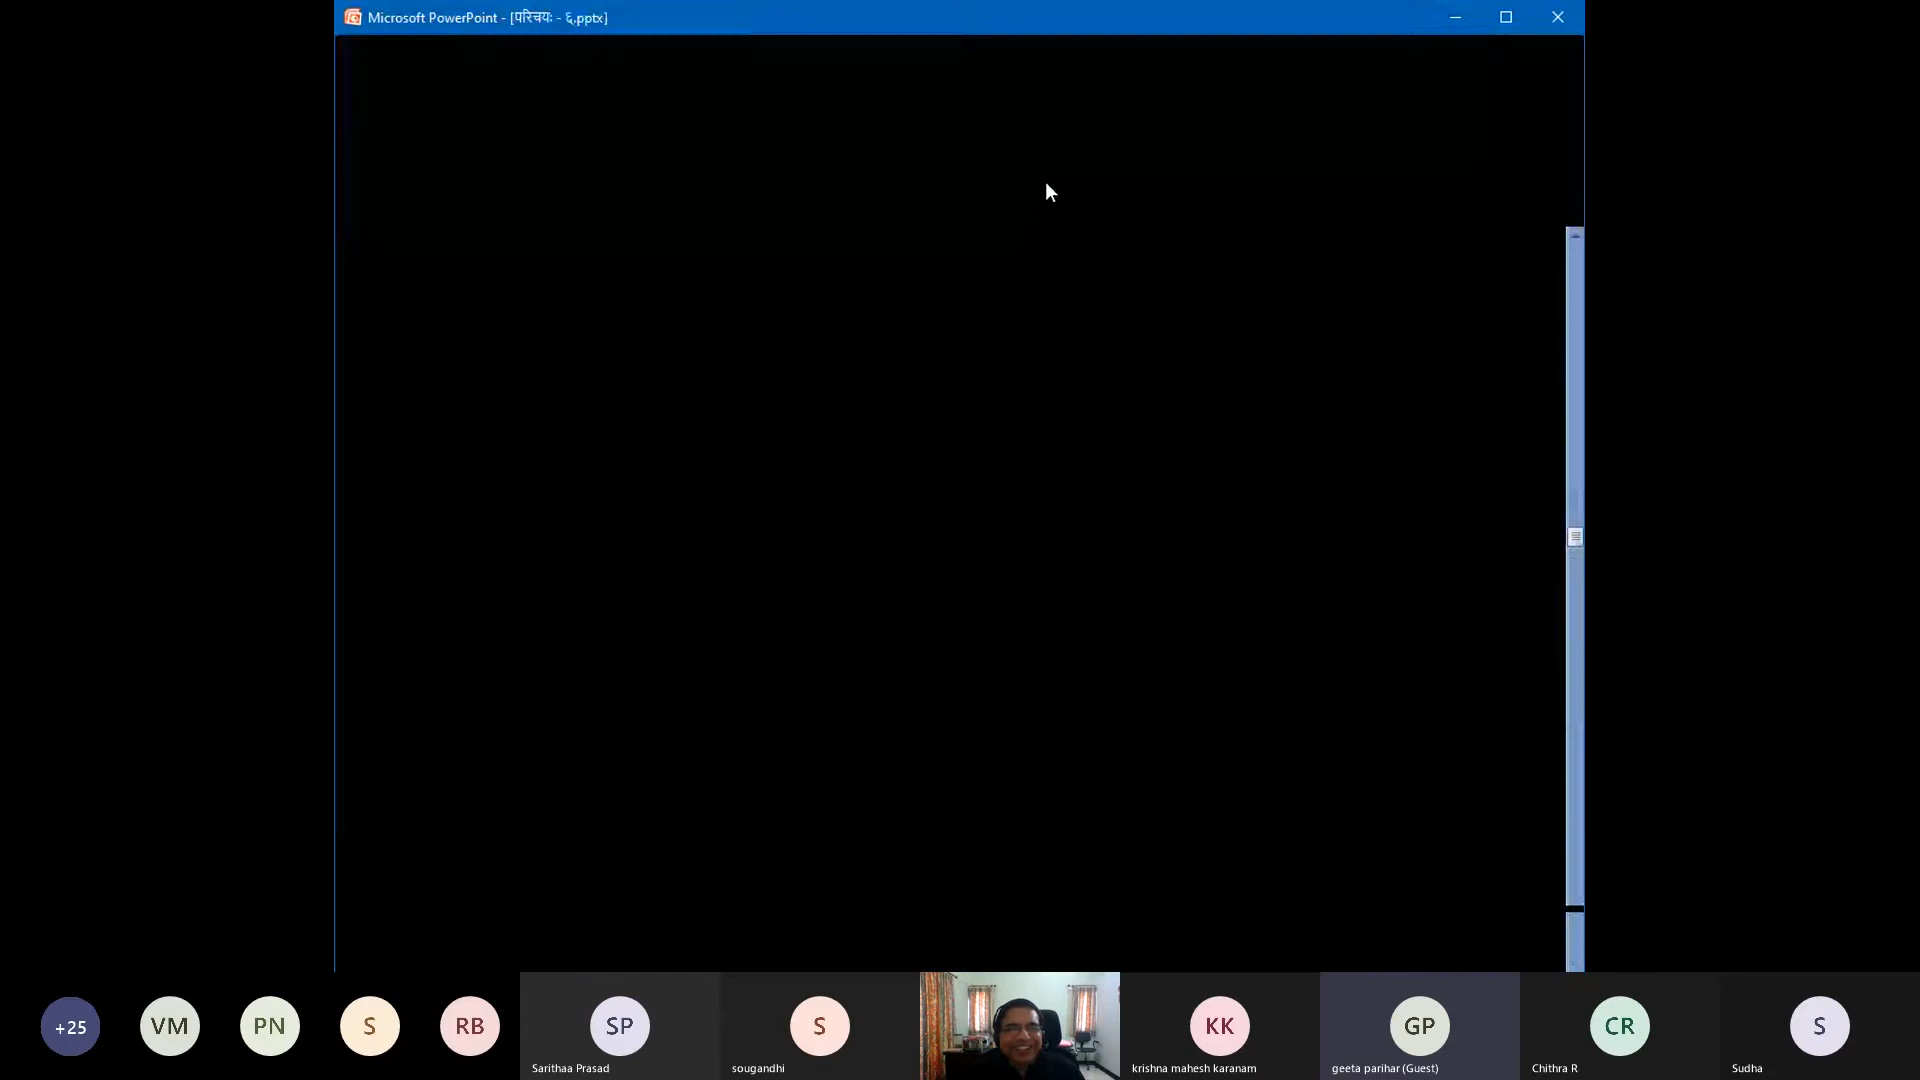 Microsoft PowerPoint - [परिचयः - ६.pptx]
+25
VM
PN
S
RB
SP
S
KK
GP
CR
S
Sarithaa Prasad
sougandhi
krishna mahesh karanam
geeta parihar (Guest)
Chithra R
Sudha